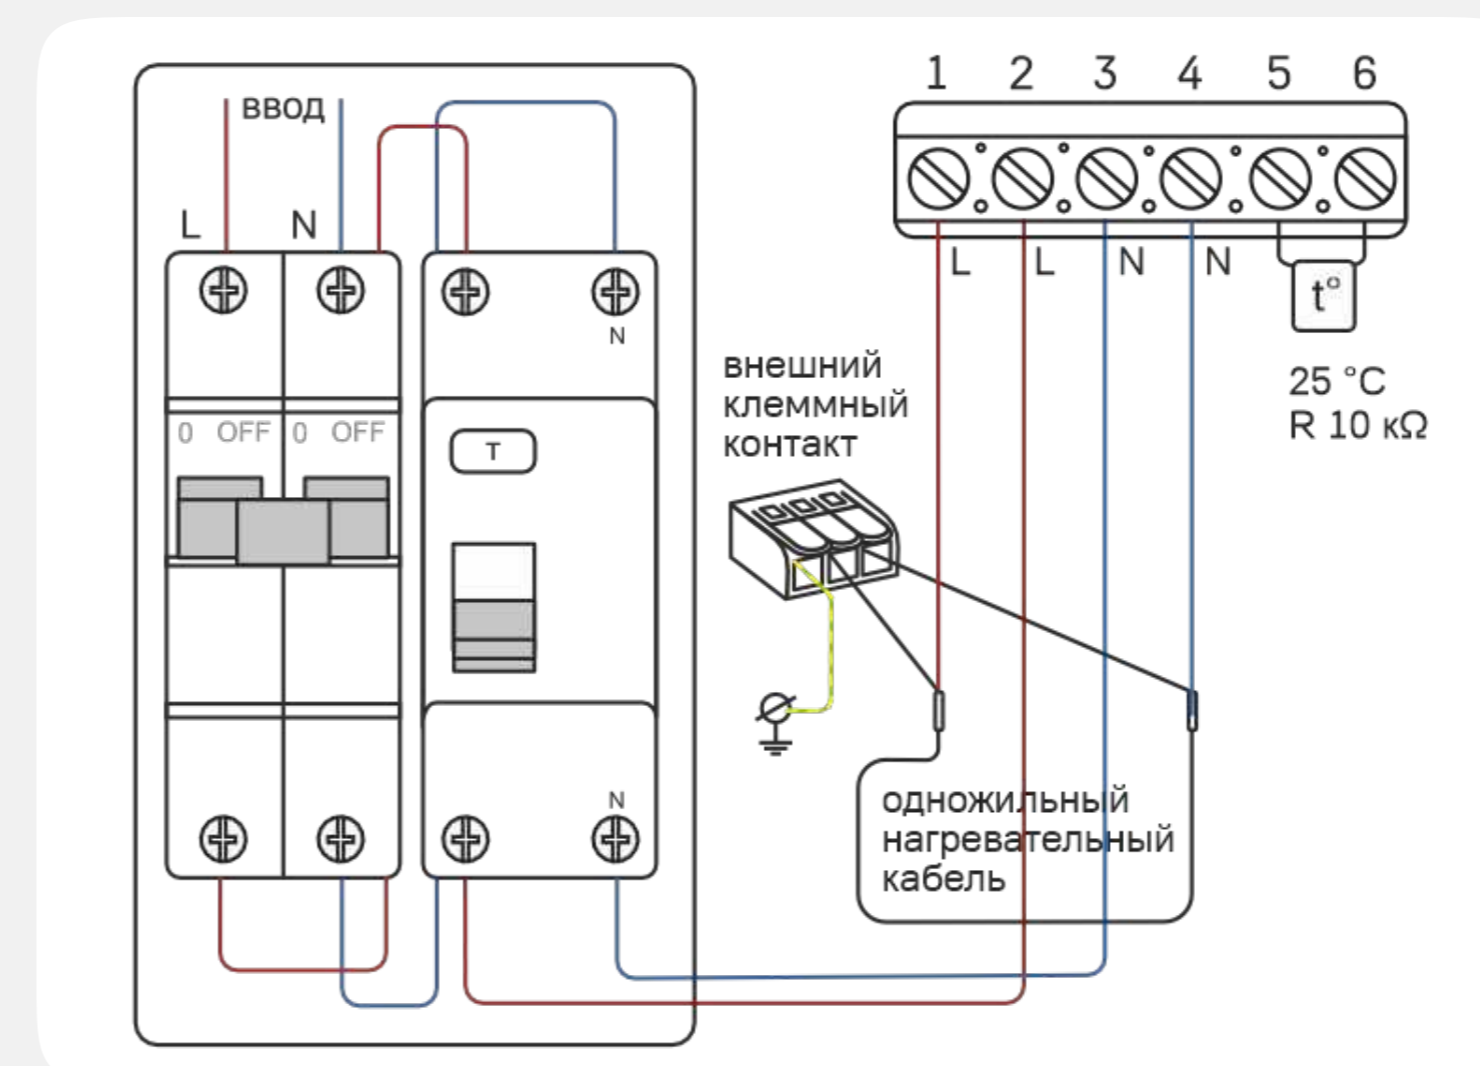 ВВОД
L
N
N
0
OFF
0
OFF
T
N
1 2 3 4 5 6
L
L
N
N
t°
25 °C
R 10 кΩ
внешний
клеммный
контакт
одножильный
нагревательный
кабель